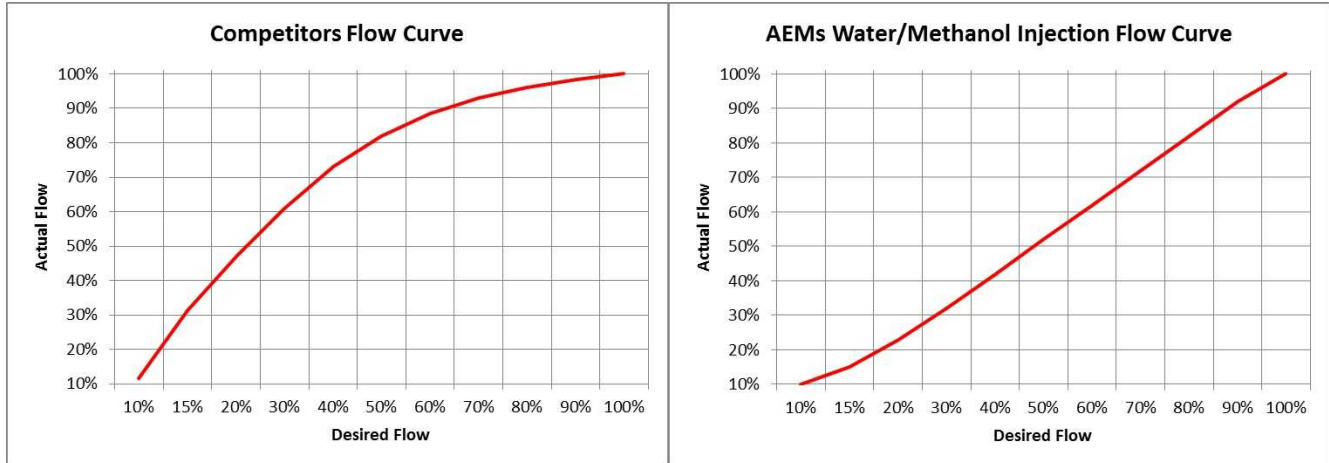 Competitors Flow Curve
100%
90%
80%
70%
60%
50%
40%
30%
20%
10%
Actual Flow
10% 15% 20% 30% 40% 50% 60% 70% 80% 90% 100%
Desired Flow
AEMs Water/Methanol Injection Flow Curve
100%
90%
80%
70%
60%
50%
40%
30%
20%
10%
Actual Flow
10% 15% 20% 30% 40% 50% 60% 70% 80% 90% 100%
Desired Flow